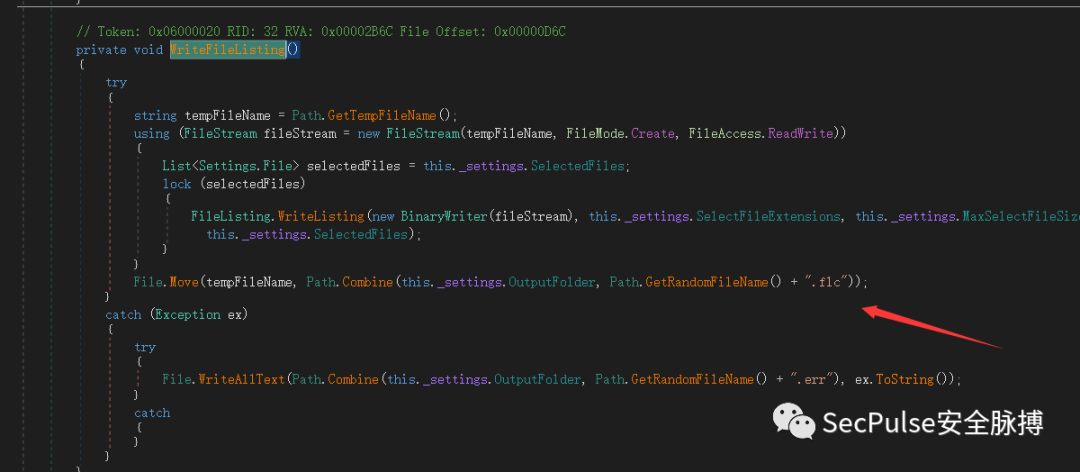 // Token: 0x06000020 RID: 32 RVA: 0x00002B6C File Offset: 0x00000D6C
private void WriteFileListing()
{
try
{
string tempFileName = Path.GetTempFileName();
using (FileStream fileStream = new FileStream(tempFileName, FileMode.Create, FileAccess.ReadWrite))
{
List<Settings.File> selectedFiles = this._settings.SelectedFiles;
lock (selectedFiles)
{
FileListing.WriteListing(new BinaryWriter(fileStream), this._settings.SelectFileExtensions, this._settings.MaxSelectFileSize
this._settings.SelectedFiles);
}
}
File.Move(tempFileName, Path.Combine(this._settings.OutputFolder, Path.GetRandomFileName() + ".flc"));
}
catch (Exception ex)
{
try
{
File.WriteAllText(Path.Combine(this._settings.OutputFolder, Path.GetRandomFileName() + ".err"), ex.ToString());
}
catch
{
}
}
SecPulse安全脉搏